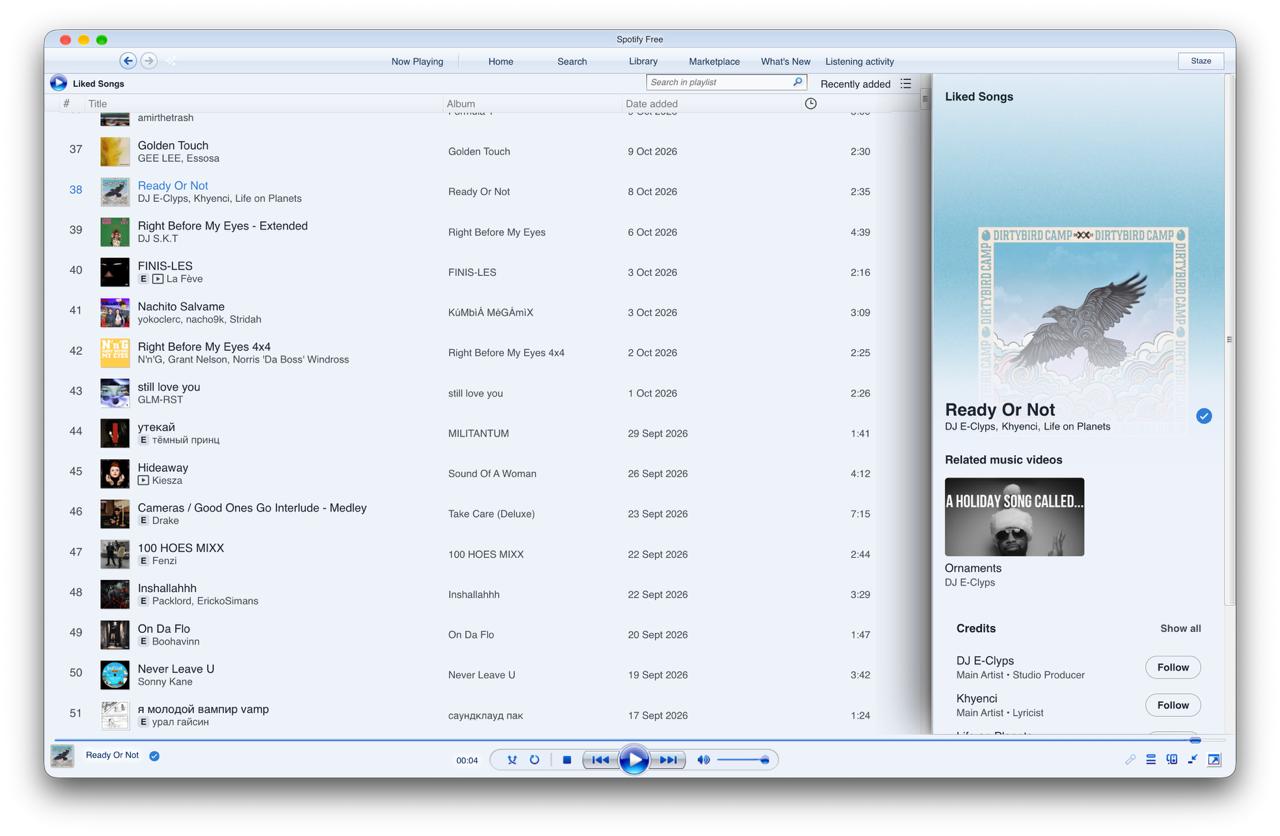 Spotify Free
Now Playing
Home
Search
Library
Marketplace
What's New
Listening activity
Staze
Liked Songs
Search in playlist
Recently added
# Title Album Date added
amirthetrash
37 Golden Touch Golden Touch 9 Oct 2026 2:30
GEE LEE, Essosa
38 Ready Or Not Ready Or Not 8 Oct 2026 2:35
DJ E-Clyps, Khyenci, Life on Planets
39 Right Before My Eyes - Extended Right Before My Eyes 6 Oct 2026 4:39
DJ S.K.T
40 FINIS-LES FINIS-LES 3 Oct 2026 2:16
E La Fève
41 Nachito Salvame KúMbiÁ MèGÂmiX 3 Oct 2026 3:09
yokoclerc, nacho9k, Stridah
42 Right Before My Eyes 4x4 Right Before My Eyes 4x4 2 Oct 2026 2:25
N'n'G, Grant Nelson, Norris 'Da Boss' Windross
43 still love you still love you 1 Oct 2026 2:26
GLM-RST
44 утекай MILITANTUM 29 Sept 2026 1:41
E тёмный принц
45 Hideaway Sound Of A Woman 26 Sept 2026 4:12
Kiesza
46 Cameras / Good Ones Go Interlude - Medley Take Care (Deluxe) 23 Sept 2026 7:15
E Drake
47 100 HOES MIXX 100 HOES MIXX 22 Sept 2026 2:44
E Fenzi
48 Inshallahhh Inshallahhh 22 Sept 2026 3:29
E Packlord, ErickoSimans
49 On Da Flo On Da Flo 20 Sept 2026 1:47
E Boohavinn
50 Never Leave U Never Leave U 19 Sept 2026 3:42
Sonny Kane
51 я молодой вампир vamp саундклауд пак 17 Sept 2026 1:24
E урал гайсин
Liked Songs
DIRTYBIRD CAMP DIRTYBIRD CAMP
DIRTYBIRD CAMP
DIRTYBIRD CAMP
Ready Or Not
DJ E-Clyps, Khyenci, Life on Planets
Related music videos
A HOLIDAY SONG CALLED...
Ornaments
DJ E-Clyps
Credits Show all
DJ E-Clyps Follow
Main Artist • Studio Producer
Khyenci Follow
Main Artist • Lyricist
Ready Or Not
00:04